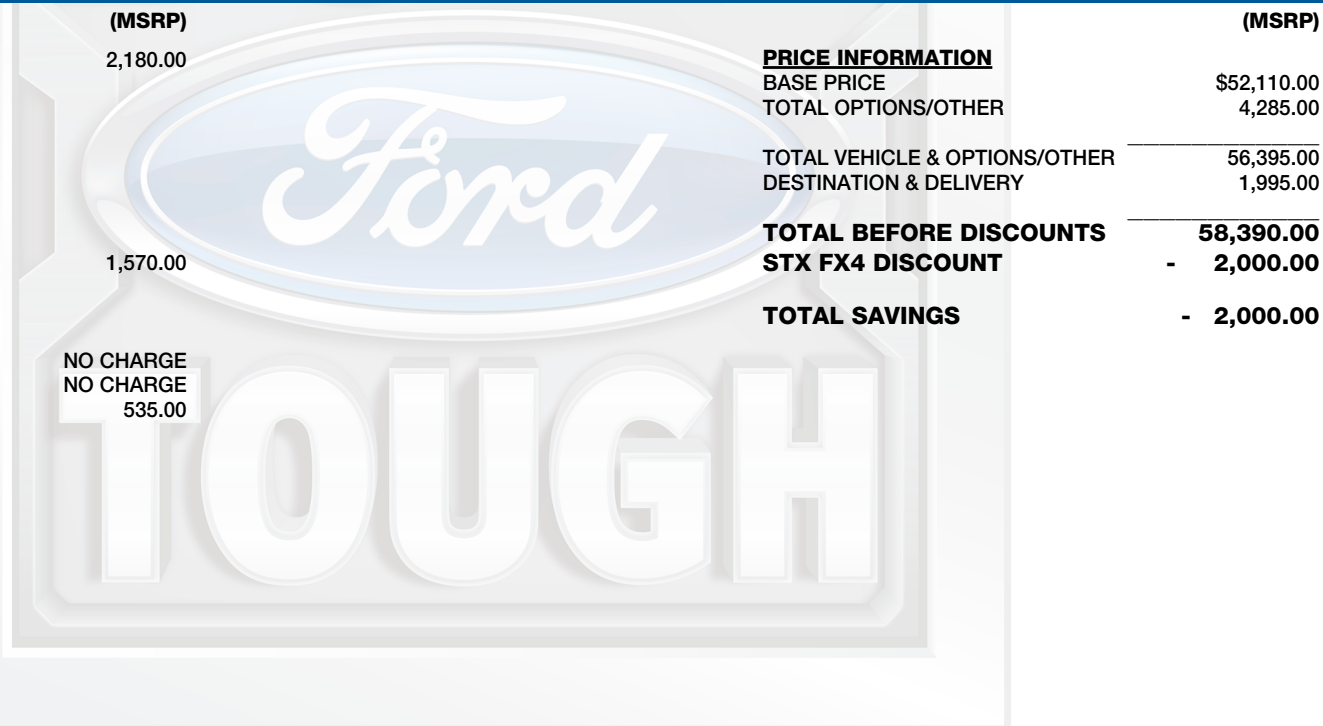 (MSRP)
2,180.00
1,570.00
NO CHARGE
NO CHARGE
535.00
(MSRP)
PRICE INFORMATION
BASE PRICE $52,110.00
TOTAL OPTIONS/OTHER 4,285.00
TOTAL VEHICLE & OPTIONS/OTHER 56,395.00
DESTINATION & DELIVERY 1,995.00
TOTAL BEFORE DISCOUNTS 58,390.00
STX FX4 DISCOUNT - 2,000.00
TOTAL SAVINGS - 2,000.00
Ford
TOUGH